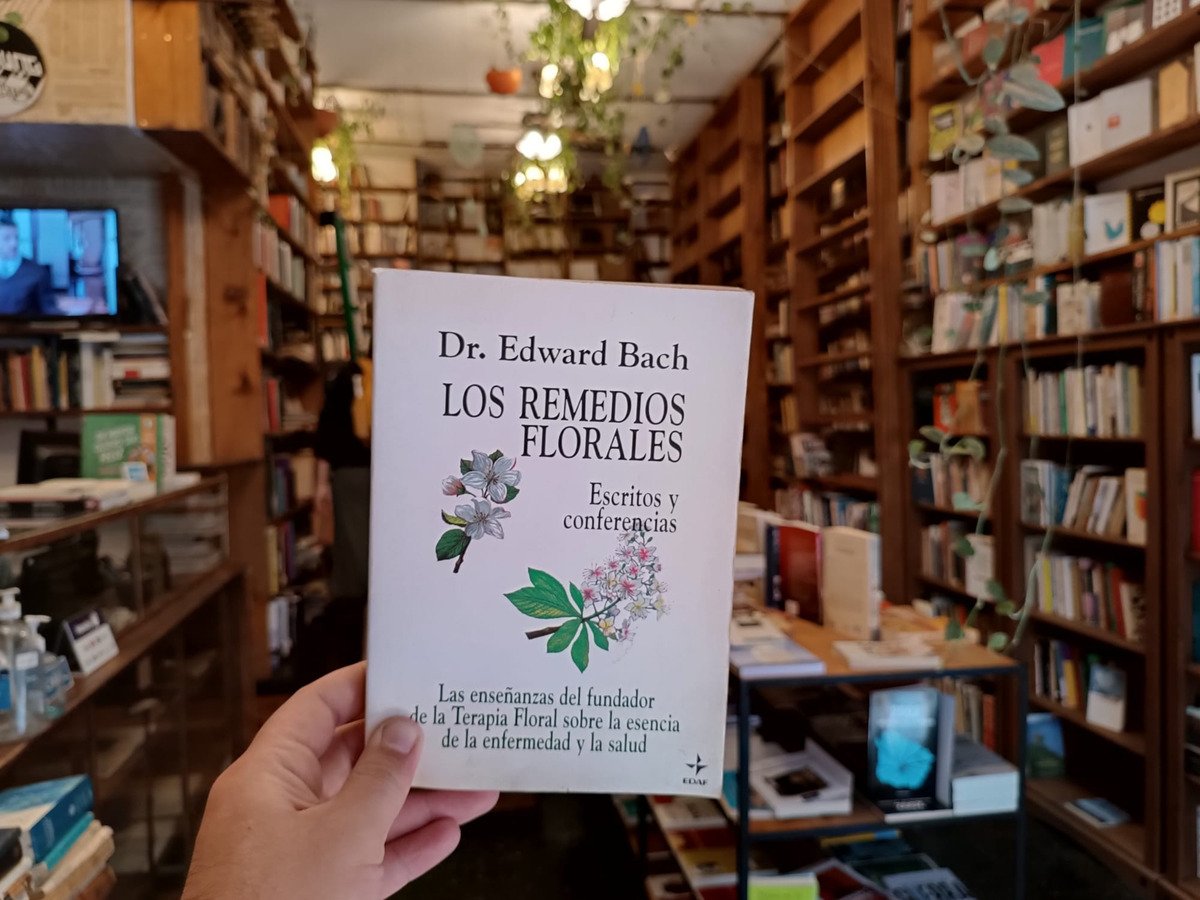 Dr. Edward Bach
LOS REMEDIOS
FLORALES
Escritos y
conferencias
Las enseñanzas del fundador
de la Terapia Floral sobre la esencia
de la enfermedad y la salud
EDAF